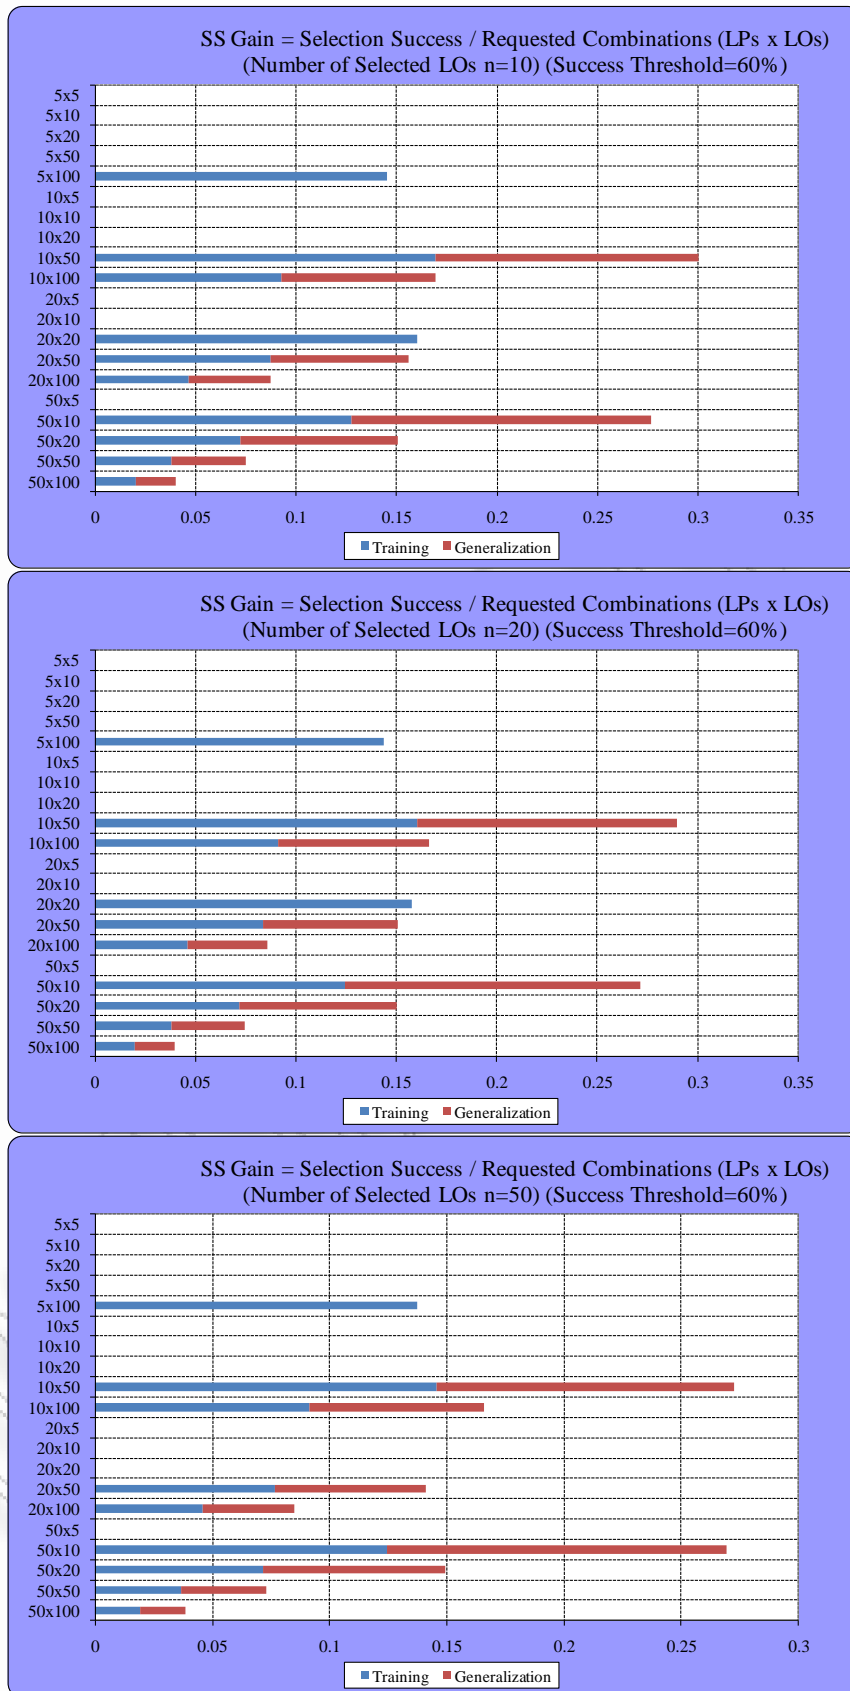 SS Gain = Selection Success / Requested Combinations (LPs x LOs)
(Number of Selected LOs n=10) (Success Threshold=60%)
5x5
5x10
5x20
5x50
5x100
10x5
10x10
10x20
10x50
10x100
20x5
20x10
20x20
20x50
20x100
50x5
50x10
50x20
50x50
50x100
0 0.05 0.1 0.15 0.2 0.25 0.3 0.35
Training Generalization
SS Gain = Selection Success / Requested Combinations (LPs x LOs)
(Number of Selected LOs n=20) (Success Threshold=60%)
5x5
5x10
5x20
5x50
5x100
10x5
10x10
10x20
10x50
10x100
20x5
20x10
20x20
20x50
20x100
50x5
50x10
50x20
50x50
50x100
0 0.05 0.1 0.15 0.2 0.25 0.3 0.35
Training Generalization
SS Gain = Selection Success / Requested Combinations (LPs x LOs)
(Number of Selected LOs n=50) (Success Threshold=60%)
5x5
5x10
5x20
5x50
5x100
10x5
10x10
10x20
10x50
10x100
20x5
20x10
20x20
20x50
20x100
50x5
50x10
50x20
50x50
50x100
0 0.05 0.1 0.15 0.2 0.25 0.3
Training Generalization